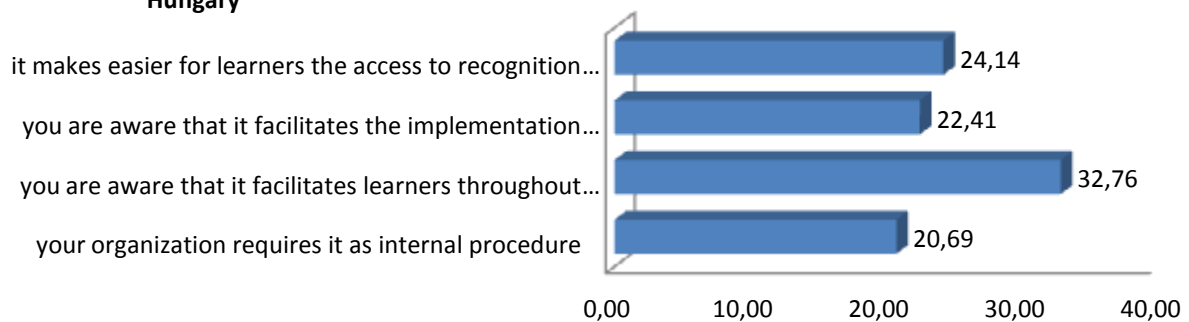 Hungary
it makes easier for learners the access to recognition…
24,14
you are aware that it facilitates the implementation…
22,41
you are aware that it facilitates learners throughout…
32,76
your organization requires it as internal procedure
20,69
0,00 10,00 20,00 30,00 40,00